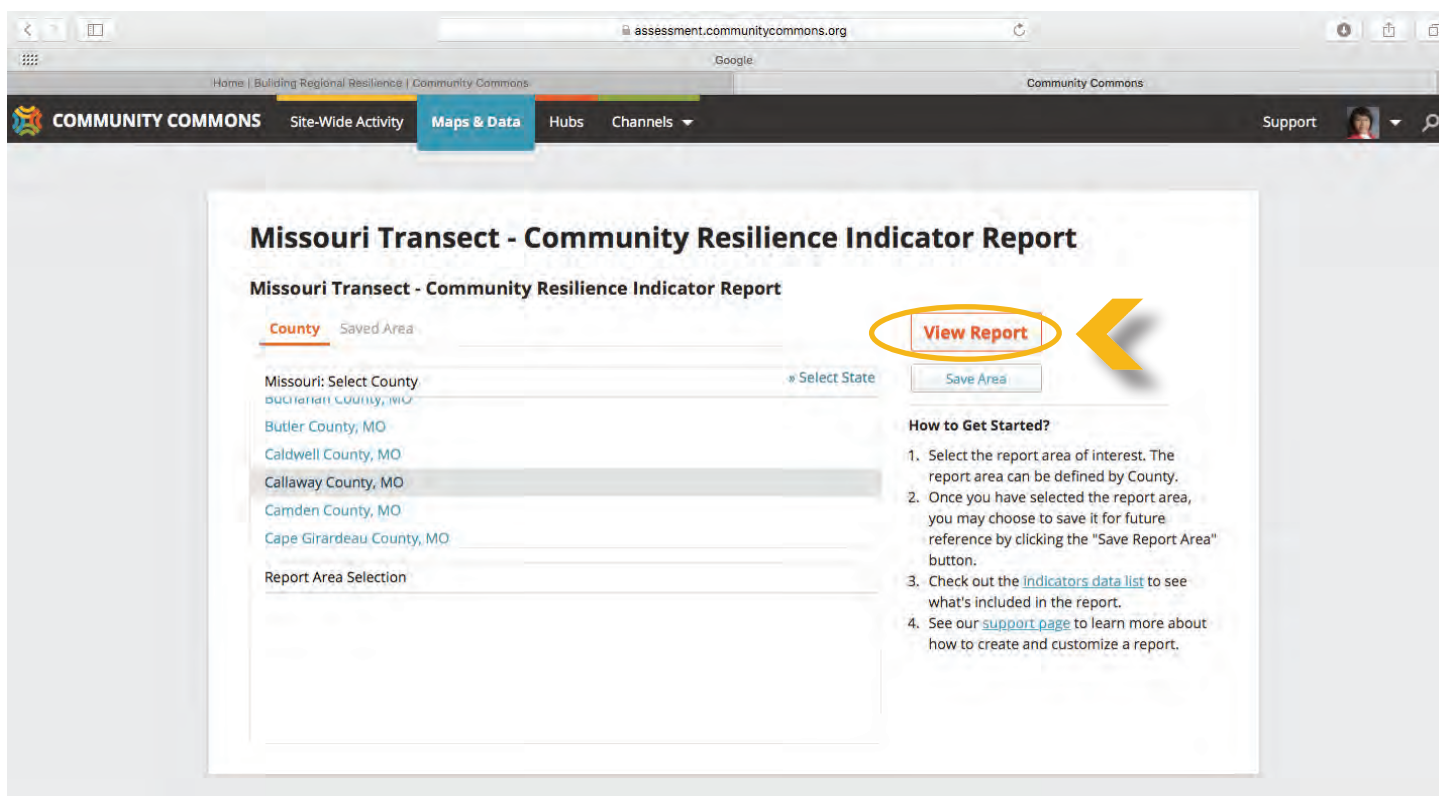 assessment.communitycommons.org
Google
Home | Building Regional Resilience | Community Commons
Community Commons
COMMUNITY COMMONS Site-Wide Activity Maps & Data Hubs Channels Support
Missouri Transect - Community Resilience Indicator Report
Missouri Transect - Community Resilience Indicator Report
County Saved Area
View Report
Missouri: Select County » Select State
Save Area
Buchanan County, MO
Butler County, MO
Caldwell County, MO
Callaway County, MO
Camden County, MO
Cape Girardeau County, MO
Report Area Selection
How to Get Started?
1. Select the report area of interest. The
report area can be defined by County.
2. Once you have selected the report area,
you may choose to save it for future
reference by clicking the "Save Report Area"
button.
3. Check out the indicators data list to see
what's included in the report.
4. See our support page to learn more about
how to create and customize a report.